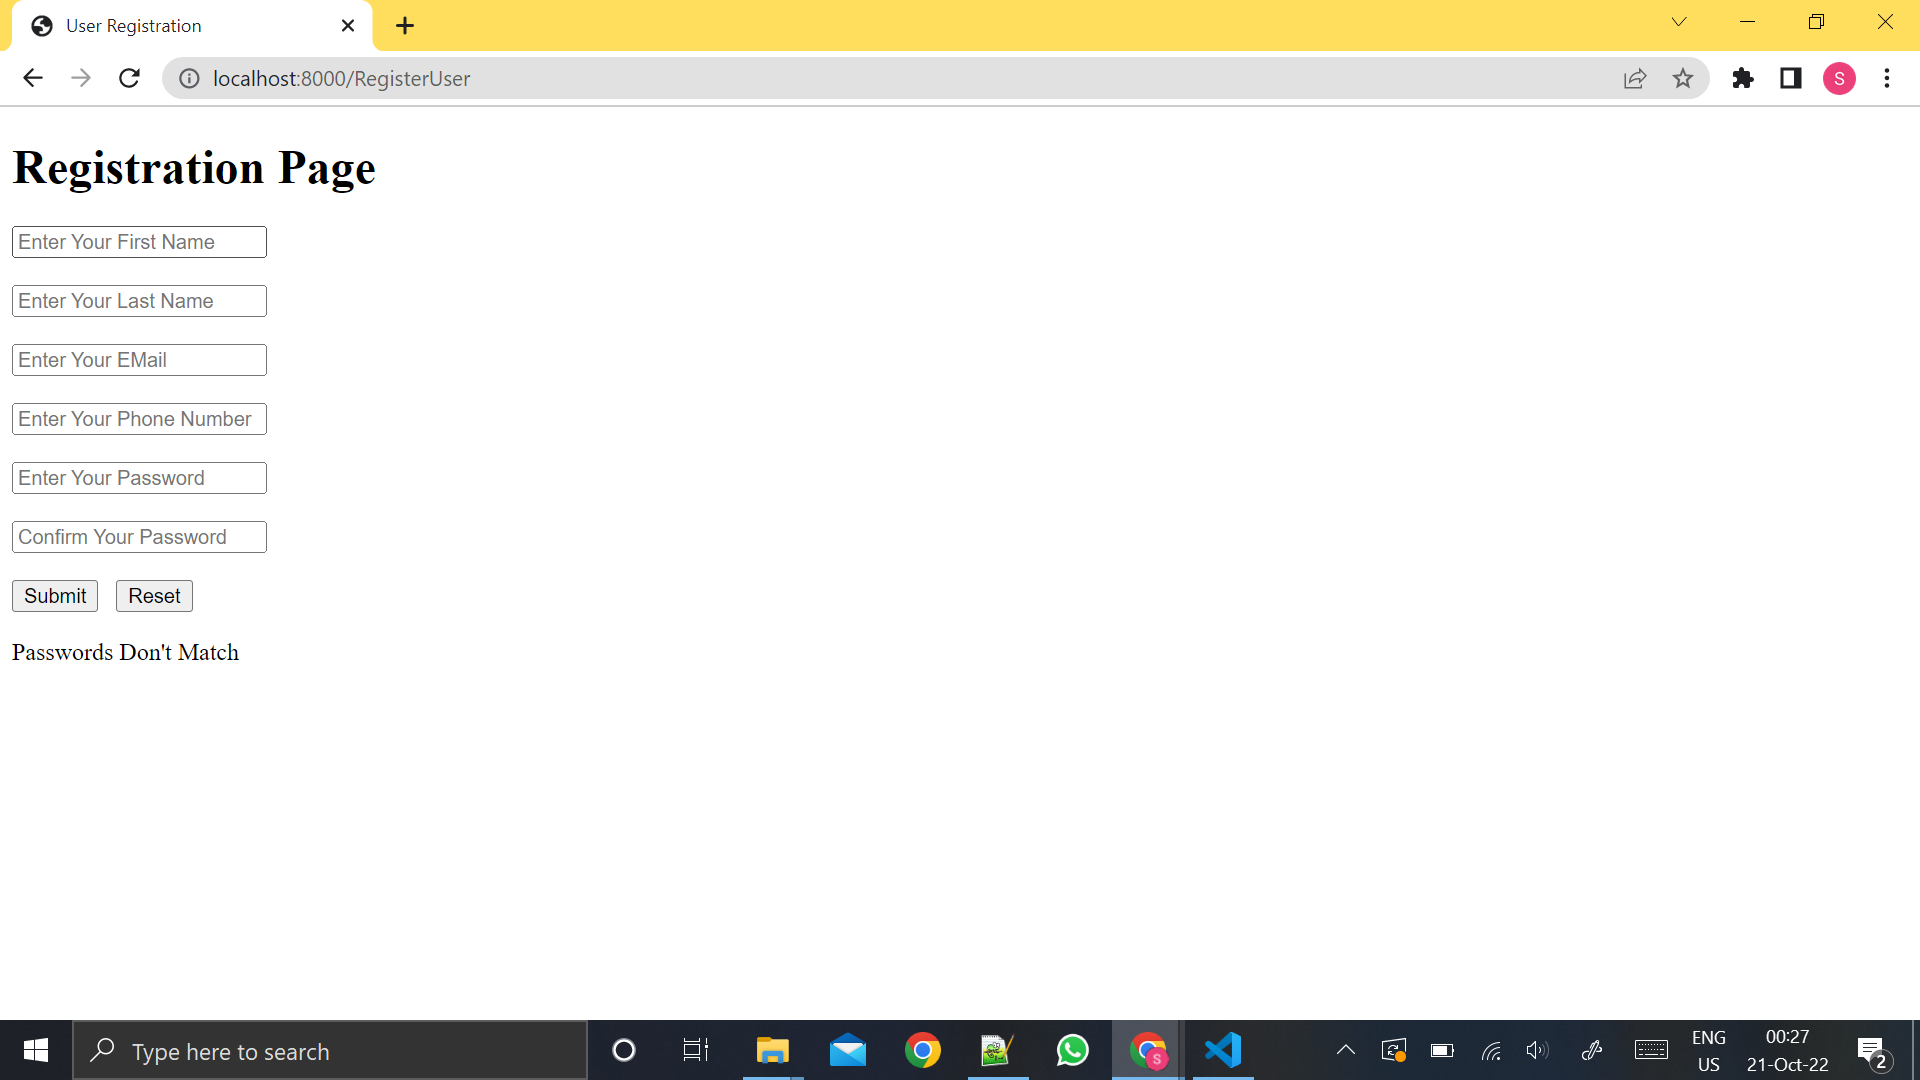 User Registration
localhost:8000/RegisterUser
S
Registration Page
Enter Your First Name
Enter Your Last Name
Enter Your EMail
Enter Your Phone Number
Enter Your Password
Confirm Your Password
Submit Reset
Passwords Don't Match
Type here to search
S
ENG
US
00:27
21-Oct-22
2